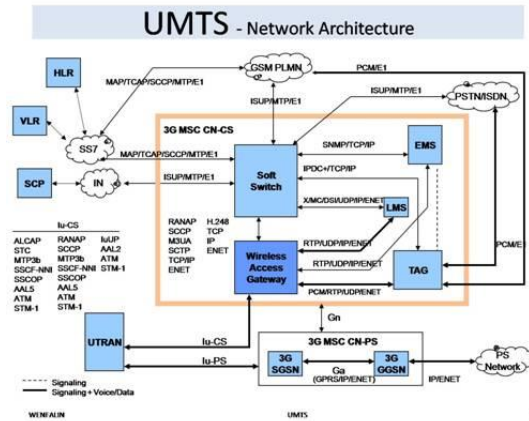 UMTS - Network Architecture
HLR
VLR
SCP
SS7
IN
GSM PLMN
PSTN/ISDN
MAP/TCAP/SCCP/MTP/E1
PCM/E1
ISUP/MTP/E1
ISUP/MTP/E1
3G MSC CN-CS
MAP/TCAP/SCCP/MTP/E1
ISUP/MTP/E1
Soft
Switch
SNMP/TCP/IP
EMS
IPDC+/TCP/IP
X/MC/DSI/UDP/IP/ENET
LMS
RANAP
SCCP
M3UA
SCTP
TCP/IP
ENET
H.248
TCP
IP
ENET
RTP/UDP/IP/ENET
RTP/UDP/IP/ENET
Wireless
Access
Gateway
TAG
PCM/E1
PCM/RTP/UDP/ENET
Iu-CS
ALCAP
STC
MTP3b
SSCF-NNI
SSCOP
AAL5
ATM
STM-1
RANAP
SCCP
MTP3b
SSCF-NNI
SSCOP
AAL5
ATM
STM-1
IuUP
AAL2
ATM
STM-1
Gn
3G MSC CN-PS
UTRAN
Iu-CS
Iu-PS
3G
SGSN
Ga
(GPRS/IP/ENET)
3G
GGSN
IP/ENET
PS
Network
Signaling
Signaling + Voice/Data
WENFALIN
UMTS